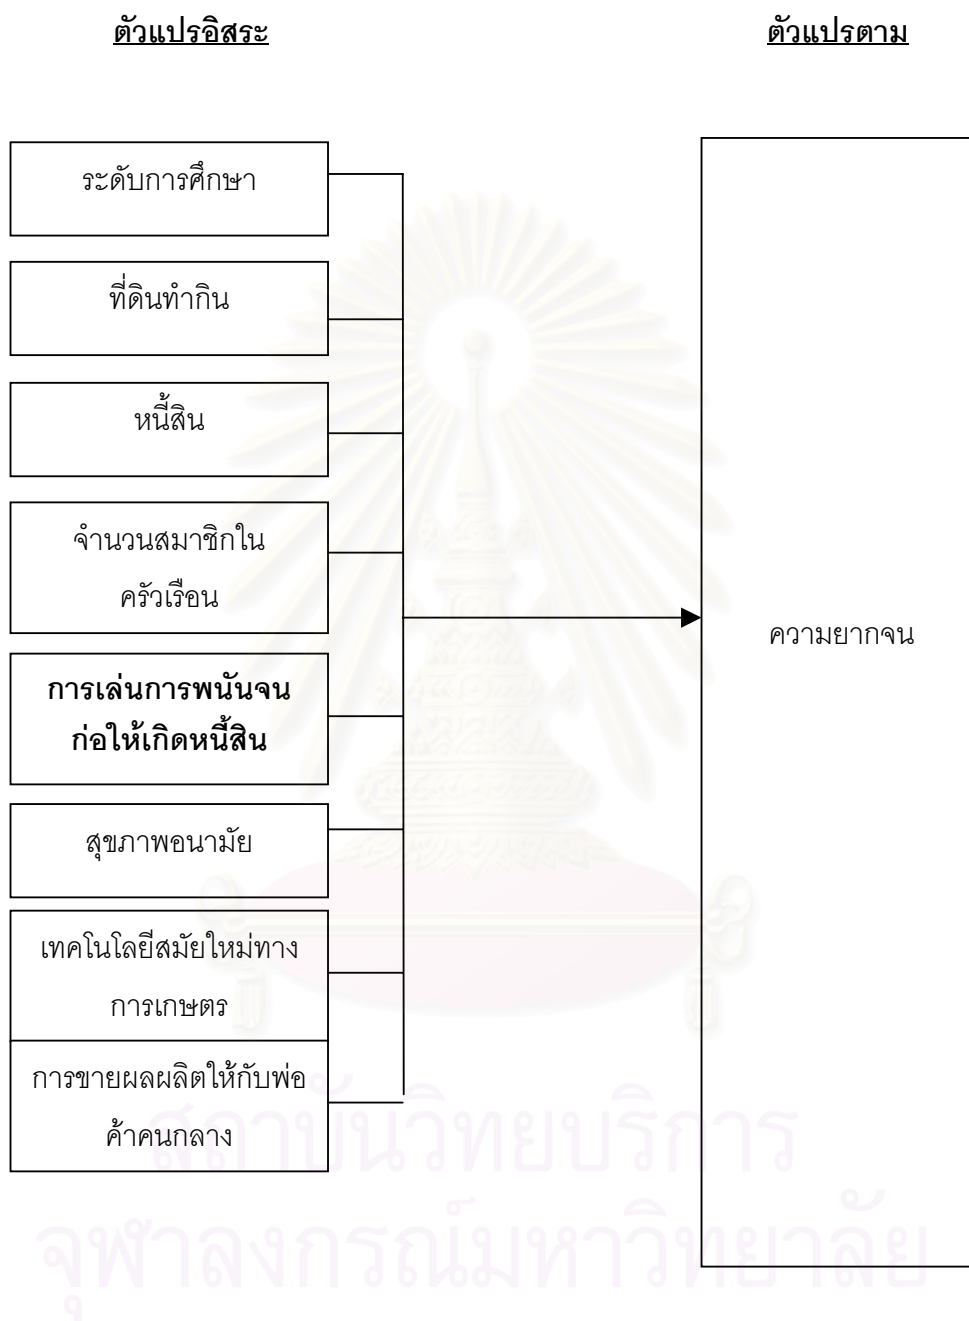 ตัวแปรอิสระ
ตัวแปรตาม
ระดับการศึกษา
ที่ดินทำกิน
หนี้สิน
จำนวนสมาชิกใน
ครัวเรือน
การเล่นการพนันจน
ก่อให้เกิดหนี้สิน
สุขภาพอนามัย
เทคโนโลยีสมัยใหม่ทาง
การเกษตร
การขายผลผลิตให้กับพ่อ
ค้าคนกลาง
ความยากจน
สถาบันวิทยบริการ
จุฬาลงกรณ์มหาวิทยาลัย